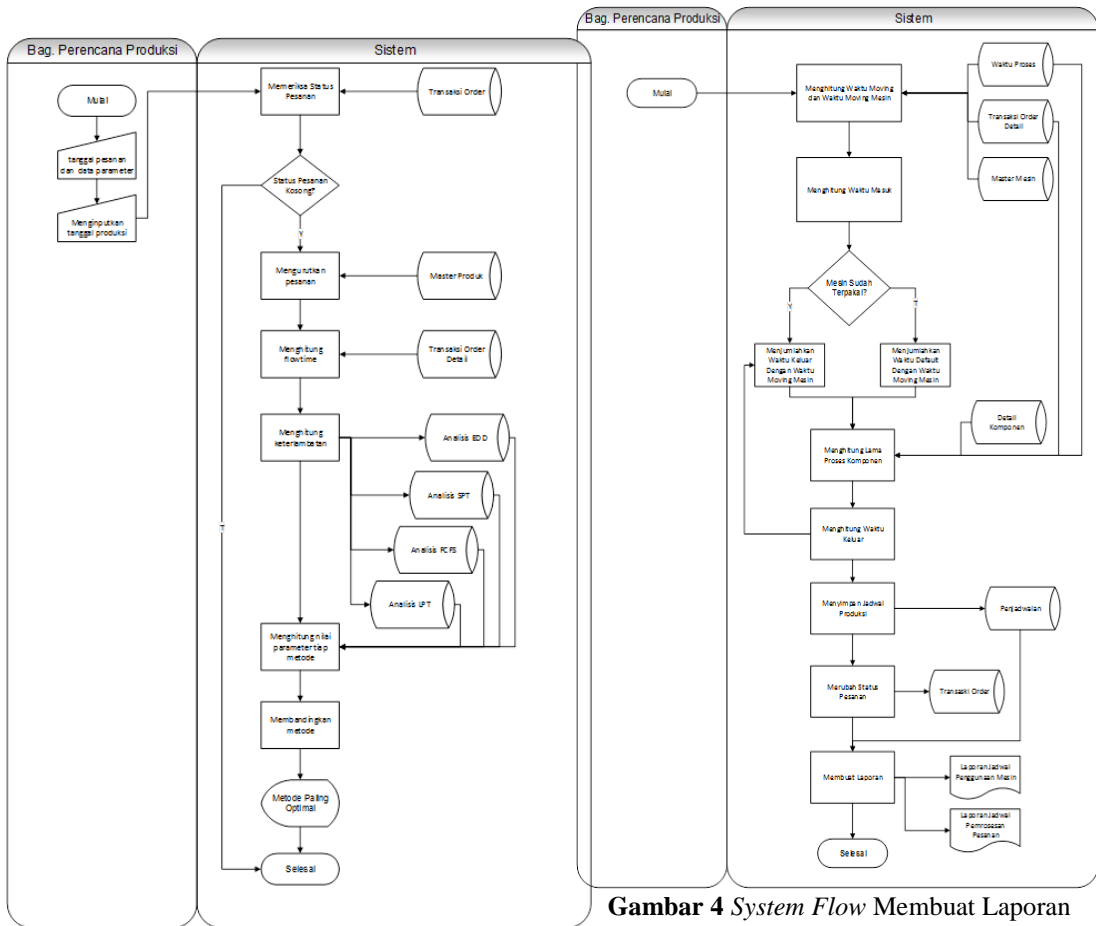 Bag. Perencana Produksi
Sistem
Mulai
tanggal pesanan
dan data parameter
Menginputkan
tanggal produksi
Memeriksa Status
Pesanan
Transaksi Order
Status Pesanan
Kosong?
Y
T
Mengurutkan
pesanan
Master Produk
Menghitung
flowtime
Transaksi Order
Detail
Menghitung
keterlambatan
Analisis EDD
Analisis SPT
Analisis FCFS
Analisis LPT
Menghitung nilai
parameter tiap
metode
Membandingkan
metode
Metode Paling
Optimal
Selesai
Bag. Perencana Produksi
Sistem
Mulai
Menghitung Waktu Moving
dan Waktu Moving Mesin
Waktu Proses
Transaksi Order
Detail
Master Mesin
Menghitung Waktu
Masuk
Mesin Sudah
Terpakai?
Y
T
Menjumlahkan
Waktu Keluar
Dengan Waktu
Moving Mesin
Menjumlahkan
Waktu Default
Dengan Waktu
Moving Mesin
Detail
Komponen
Menghitung Lama
Proses Komponen
Menghitung Waktu
Keluar
Menyimpan Jadwal
Produksi
Penjadwalan
Merubah Status
Pesanan
Transaski Order
Membuat Laporan
Laporan Jadwal
Penggunaan Mesin
Laporan Jadwal
Pemrosesan
Pesanan
Selesai
Gambar 4 System Flow Membuat Laporan